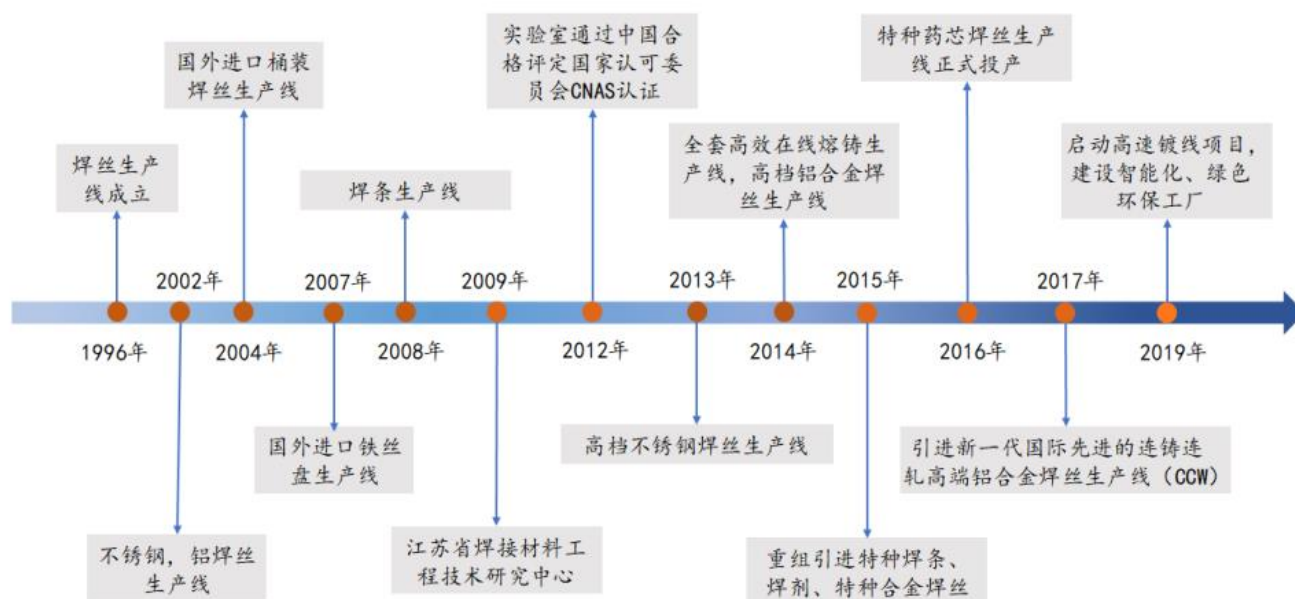 国外进口桶装
焊丝生产线
实验室通过中国合
格评定国家认可委
员会CNAS认证
特种药芯焊丝生产
线正式投产
焊丝生产
线成立
焊条生产线
全套高效在线熔铸生
产线，高档铝合金焊
丝生产线
启动高速镀线项目，
建设智能化、绿色
环保工厂
2002年
2007年
2009年
2013年
2015年
2017年
1996年
2004年
2008年
2012年
2014年
2016年
2019年
国外进口铁丝
盘生产线
高档不锈钢焊丝生产线
引进新一代国际先进的连铸连
轧高端铝合金焊丝生产线（CCW）
不锈钢，铝焊丝
生产线
江苏省焊接材料工
程技术研究中心
重组引进特种焊条、
焊剂、特种合金焊丝